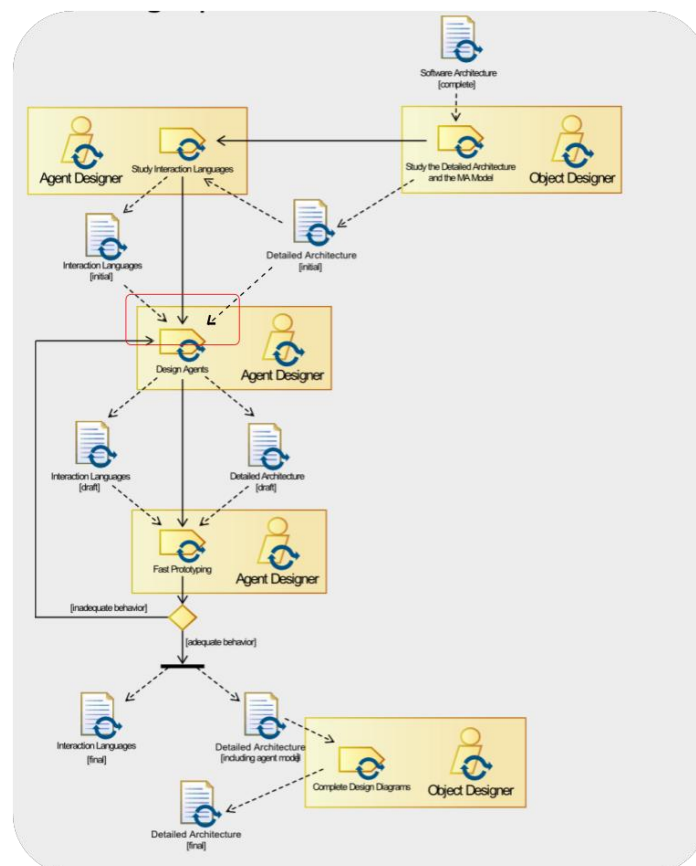 Software Architecture
[complete]
Agent Designer
Study Interaction Languages
Study the Detailed Architecture
and the MA Model
Object Designer
Interaction Languages
[initial]
Detailed Architecture
[initial]
Design Agents
Agent Designer
Interaction Languages
[draft]
Detailed Architecture
[draft]
Fast Prototyping
Agent Designer
[inadequate behavior]
[adequate behavior]
Interaction Languages
[final]
Detailed Architecture
[including agent model]
Complete Design Diagrams
Object Designer
Detailed Architecture
[final]